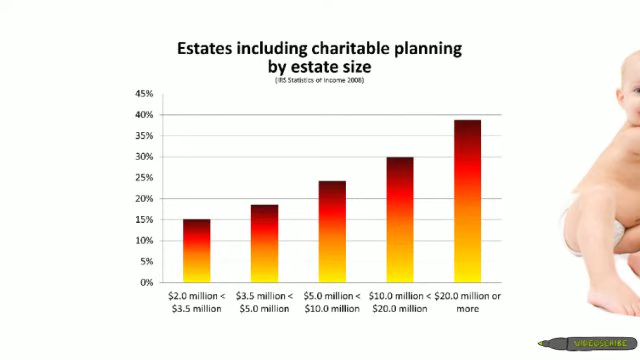 Estates including charitable planning
by estate size
(IRS Statistics of Income 2008)
45%
40%
35%
30%
25%
20%
15%
10%
5%
0%
$2.0 million < $3.5 million < $5.0 million < $10.0 million < $20.0 million or
$3.5 million $5.0 million $10.0 million $20.0 million more
VIDEOSCRIBE